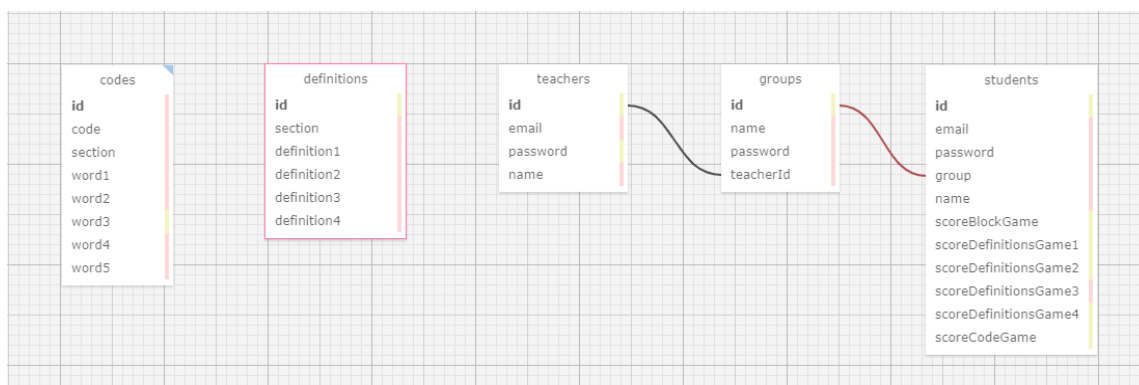 codes
id
code
section
word1
word2
word3
word4
word5
definitions
id
section
definition1
definition2
definition3
definition4
teachers
id
email
password
name
groups
id
name
password
teacherId
students
id
email
password
group
name
scoreBlockGame
scoreDefinitionsGame1
scoreDefinitionsGame2
scoreDefinitionsGame3
scoreDefinitionsGame4
scoreCodeGame